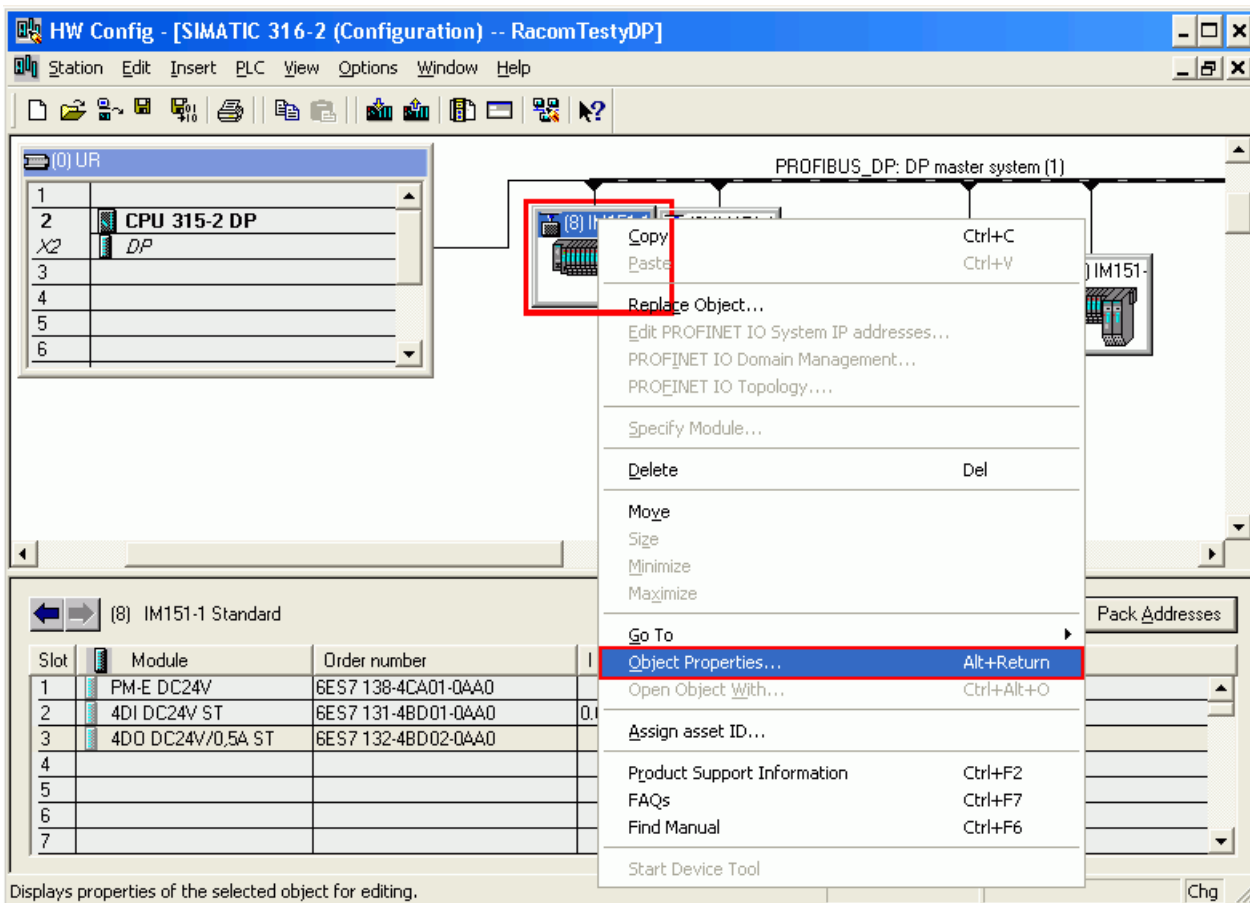 HW Config - [SIMATIC 316-2 (Configuration) -- RacomTestyDP]
Station Edit Insert PLC View Options Window Help
(0) UR
1
2 CPU 315-2 DP
X2 DP
3
4
5
6
PROFIBUS_DP: DP master system (1)
(8) IM151-1
) IM151-
Copy Ctrl+C
Paste Ctrl+V
Replace Object...
Edit PROFINET IO System IP addresses...
PROFINET IO Domain Management...
PROFINET IO Topology....
Specify Module...
Delete Del
Move
Size
Minimize
Maximize
Go To
Object Properties... Alt+Return
Open Object With... Ctrl+Alt+O
Assign asset ID...
Product Support Information Ctrl+F2
FAQs Ctrl+F7
Find Manual Ctrl+F6
Start Device Tool
(8) IM151-1 Standard
Pack Addresses
Slot Module Order number I
1 PM-E DC24V 6ES7 138-4CA01-0AA0
2 4DI DC24V ST 6ES7 131-4BD01-0AA0 0.
3 4DO DC24V/0,5A ST 6ES7 132-4BD02-0AA0
4
5
6
7
Displays properties of the selected object for editing.
Chg